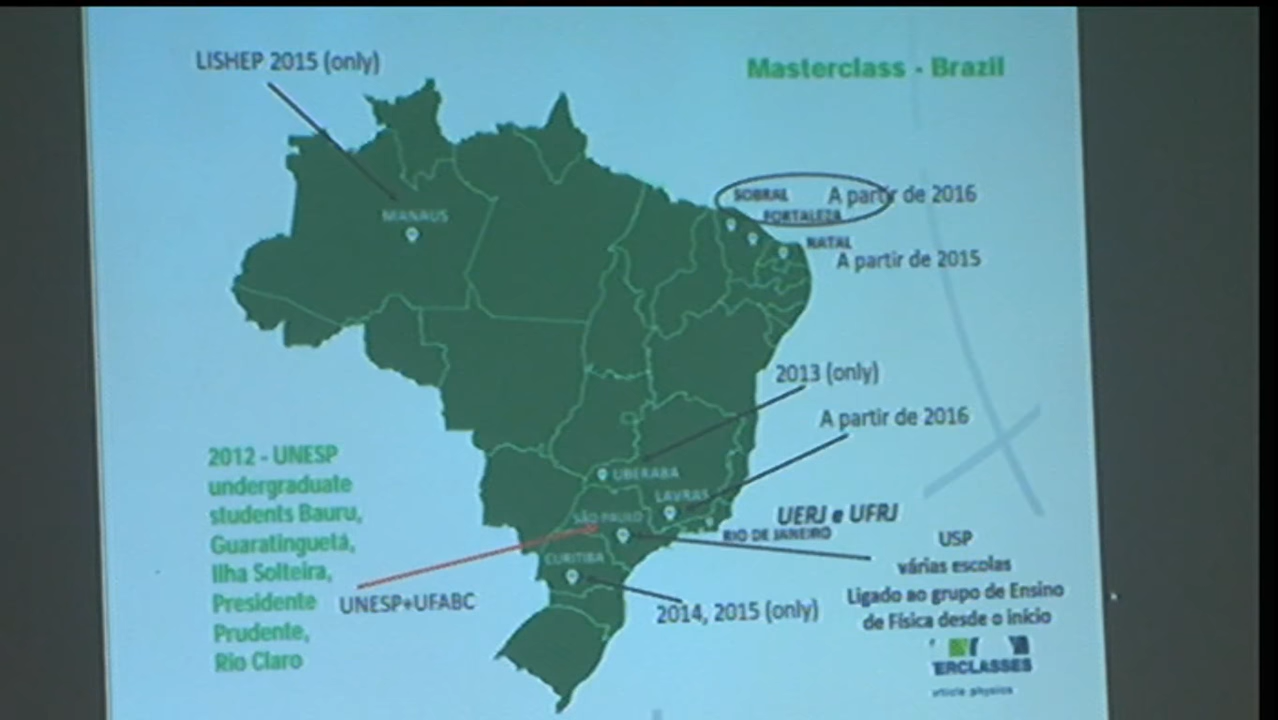 LISHEP 2015 (only)
Masterclass - Brazil
SOBRAL
A partir de 2016
FORTALEZA
MANAUS
NATAL
A partir de 2015
2013 (only)
A partir de 2016
2012 - UNESP
undergraduate
students Bauru,
Guaratinguetá,
Ilha Solteira,
Presidente
Prudente,
Rio Claro
UBERABA
LAVRAS
SÃO PAULO
UERJ e UFRJ
RIO DE JANEIRO
CURITIBA
USP
várias escolas
Ligado ao grupo de Ensino
de Física desde o início
UNESP+UFABC
2014, 2015 (only)
ERCLASSES
article physics